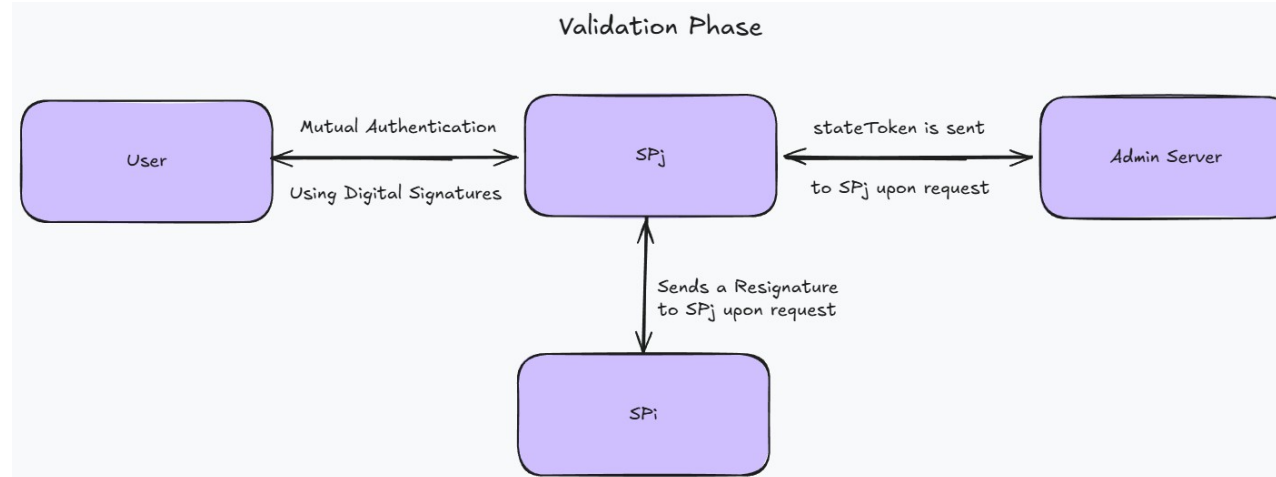 Validation Phase
Mutual Authentication
stateToken is sent
User
SPj
Admin Server
Using Digital Signatures
to SPj upon request
Sends a Resignature
to SPj upon request
SPi